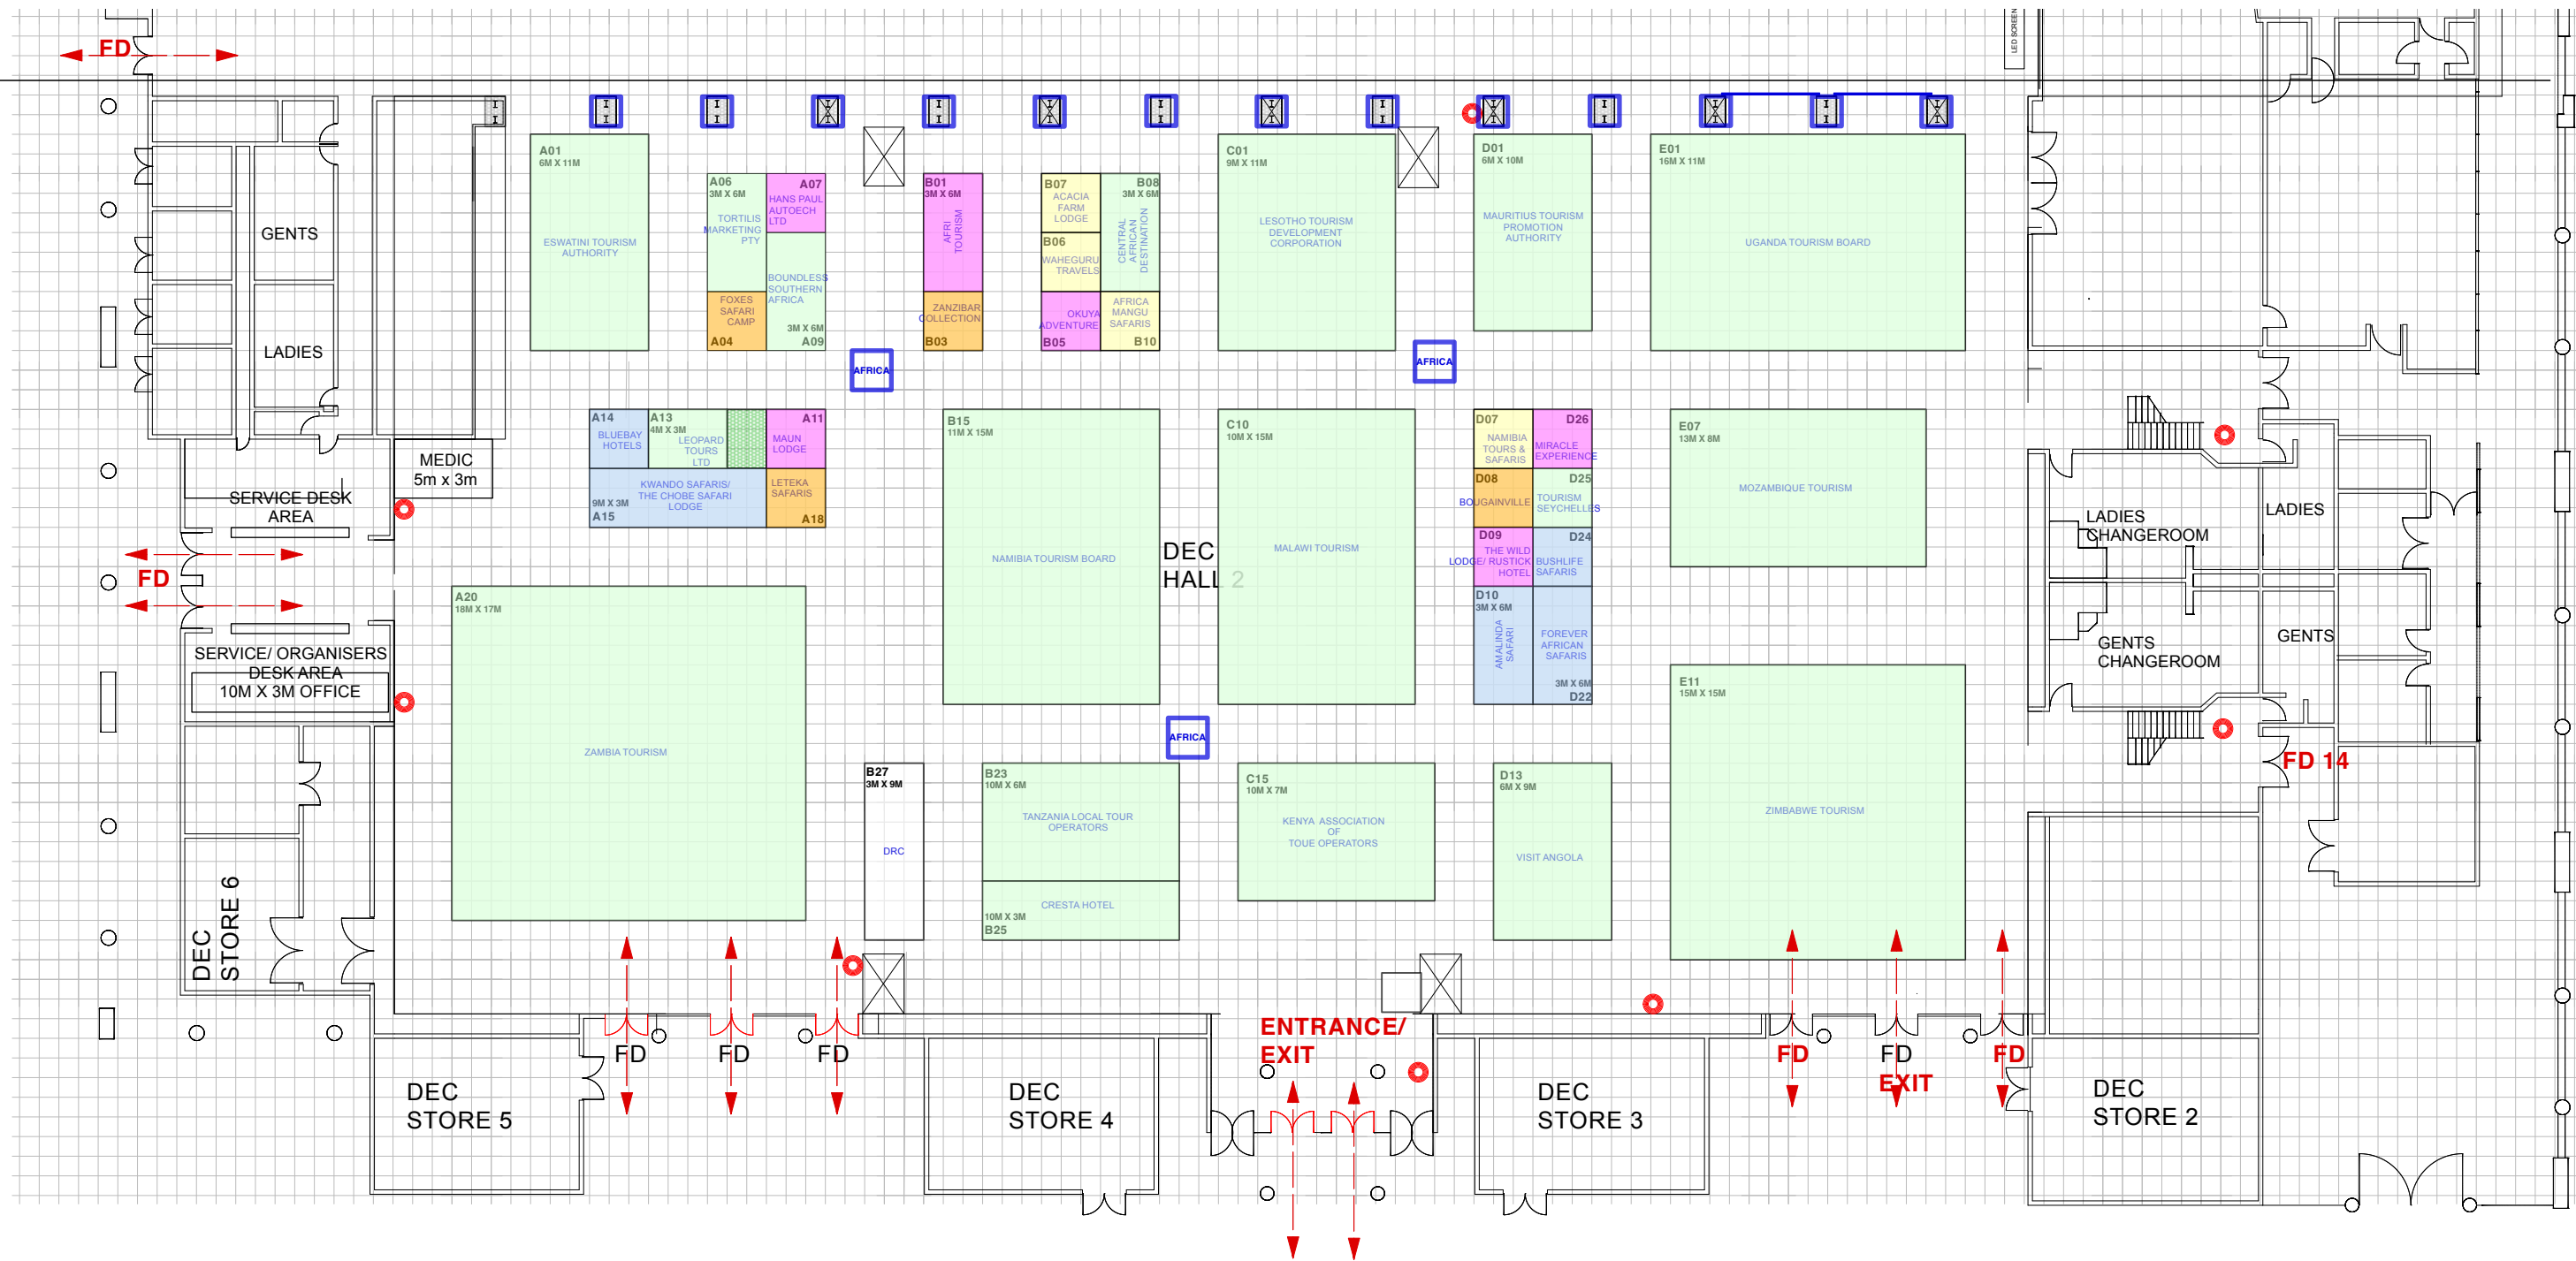 FD
LED SCREEN
A01
6M X 11M
ESWATINI TOURISM
AUTHORITY
A06
3M X 6M
TORTILIS
MARKETING
PTY
A07
HANS PAUL
AUTOECH
LTD
FOXES
SAFARI
CAMP
A04
BOUNDLESS
SOUTHERN
AFRICA
3M X 6M
A09
B01
3M X 6M
AFRI
TOURISM
ZANZIBAR
COLLECTION
B03
B07
ACACIA
FARM
LODGE
B08
3M X 6M
CENTRAL
AFRICAN
DESTINATION
B06
WAHEGURU
TRAVELS
OKUYA
ADVENTURE
B05
AFRICA
MANGU
SAFARIS
B10
C01
9M X 11M
LESOTHO TOURISM
DEVELOPMENT
CORPORATION
D01
6M X 10M
MAURITIUS TOURISM
PROMOTION
AUTHORITY
E01
16M X 11M
UGANDA TOURISM BOARD
GENTS
LADIES
AFRICA
AFRICA
MEDIC
5m x 3m
SERVICE DESK
AREA
A14
BLUEBAY
HOTELS
A13
4M X 3M
LEOPARD
TOURS
LTD
A11
MAUN
LODGE
KWANDO SAFARIS/
THE CHOBE SAFARI
LODGE
9M X 3M
A15
LETEKA
SAFARIS
A18
B15
11M X 15M
NAMIBIA TOURISM BOARD
DEC
HALL 2
C10
10M X 15M
MALAWI TOURISM
D07
NAMIBIA
TOURS &
SAFARIS
D26
MIRACLE
EXPERIENCE
D08
BOUGAINVILLE
D25
TOURISM
SEYCHELLES
D09
THE WILD
LODGE/ RUSTICK
HOTEL
D24
BUSHLIFE
SAFARIS
D10
3M X 6M
AMALINDA
SAFARI
FOREVER
AFRICAN
SAFARIS
3M X 6M
D22
E07
13M X 8M
MOZAMBIQUE TOURISM
LADIES
CHANGEROOM
LADIES
GENTS
CHANGEROOM
GENTS
FD
SERVICE/ ORGANISERS
DESK AREA
10M X 3M OFFICE
A20
18M X 17M
ZAMBIA TOURISM
AFRICA
E11
15M X 15M
ZIMBABWE TOURISM
FD 14
B27
3M X 9M
DRC
B23
10M X 6M
TANZANIA LOCAL TOUR
OPERATORS
CRESTA HOTEL
10M X 3M
B25
C15
10M X 7M
KENYA ASSOCIATION
OF
TOUE OPERATORS
D13
6M X 9M
VISIT ANGOLA
DEC
STORE 6
FD
FD
FD
ENTRANCE/
EXIT
FD
FD
FD
EXIT
DEC
STORE 5
DEC
STORE 4
DEC
STORE 3
DEC
STORE 2